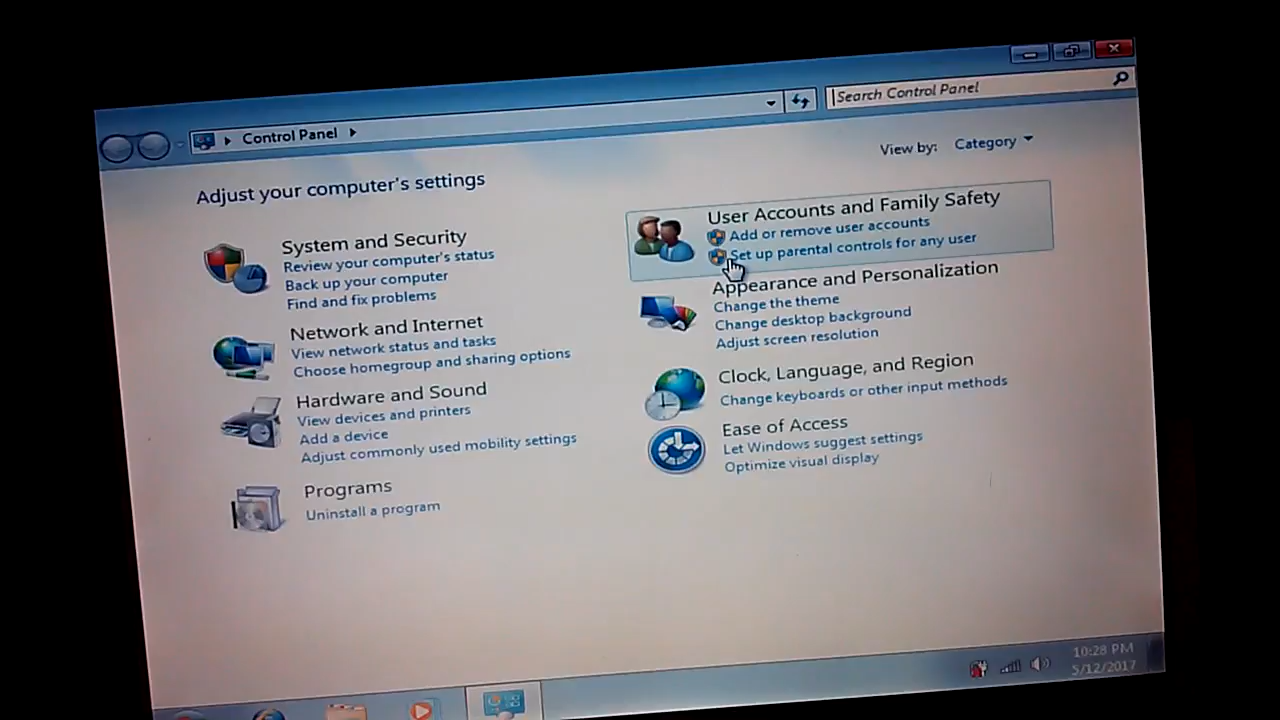 Control Panel
Search Control Panel
View by: Category
Adjust your computer's settings
System and Security
Review your computer's status
Back up your computer
Find and fix problems
Network and Internet
View network status and tasks
Choose homegroup and sharing options
Hardware and Sound
View devices and printers
Add a device
Adjust commonly used mobility settings
Programs
Uninstall a program
User Accounts and Family Safety
Add or remove user accounts
Set up parental controls for any user
Appearance and Personalization
Change the theme
Change desktop background
Adjust screen resolution
Clock, Language, and Region
Change keyboards or other input methods
Ease of Access
Let Windows suggest settings
Optimize visual display
10:28 PM
5/12/2017